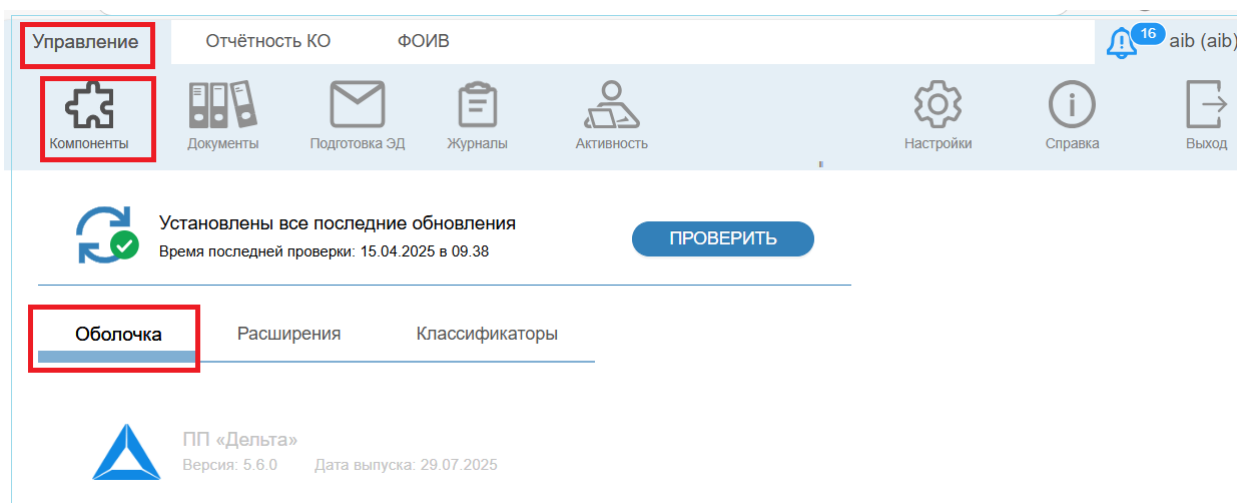 Управление Отчётность КО ФОИВ 16 aib (aib)
Компоненты Документы Подготовка ЭД Журналы Активность Настройки Справка Выход
Установлены все последние обновления
Время последней проверки: 15.04.2025 в 09.38
ПРОВЕРИТЬ
Оболочка Расширения Классификаторы
ПП «Дельта»
Версия: 5.6.0 Дата выпуска: 29.07.2025